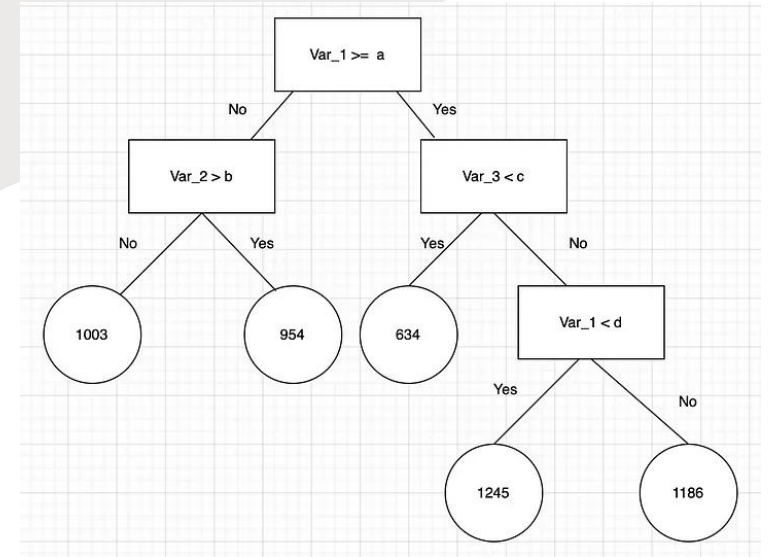 Var_1 >= a
No
Yes
Var_2 > b
Var_3 < c
No
Yes
Yes
No
1003
954
634
Var_1 < d
Yes
No
1245
1186